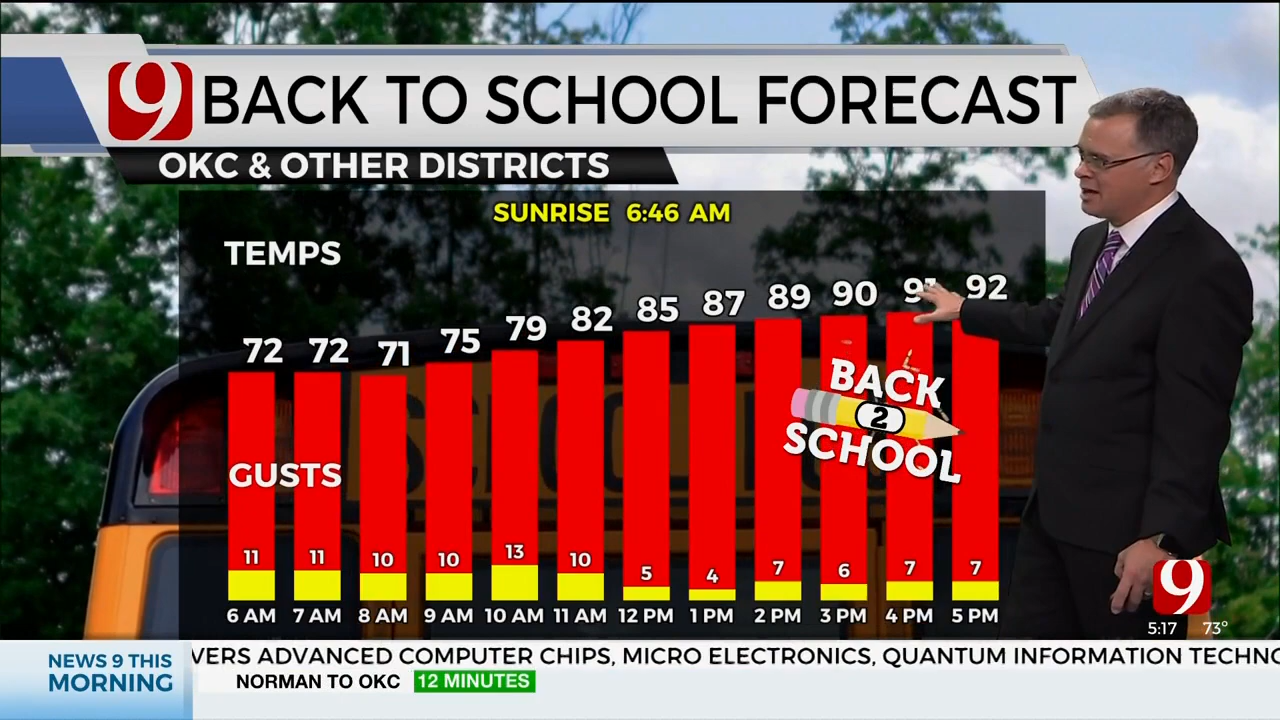 9 BACK TO SCHOOL FORECAST
OKC & OTHER DISTRICTS
SUNRISE 6:46 AM
TEMPS
72 72 71 75 79 82 85 87 89 90 92
BACK
2
SCHOOL
GUSTS
11 11 10 10 13 10 5 4 7 6 7 7
6 AM 7 AM 8 AM 9 AM 10 AM 11 AM 12 PM 1 PM 2 PM 3 PM 4 PM 5 PM
9
5:17 73°
NEWS 9 THIS
MORNING
VERS ADVANCED COMPUTER CHIPS, MICRO ELECTRONICS, QUANTUM INFORMATION TECHNO
NORMAN TO OKC 12 MINUTES